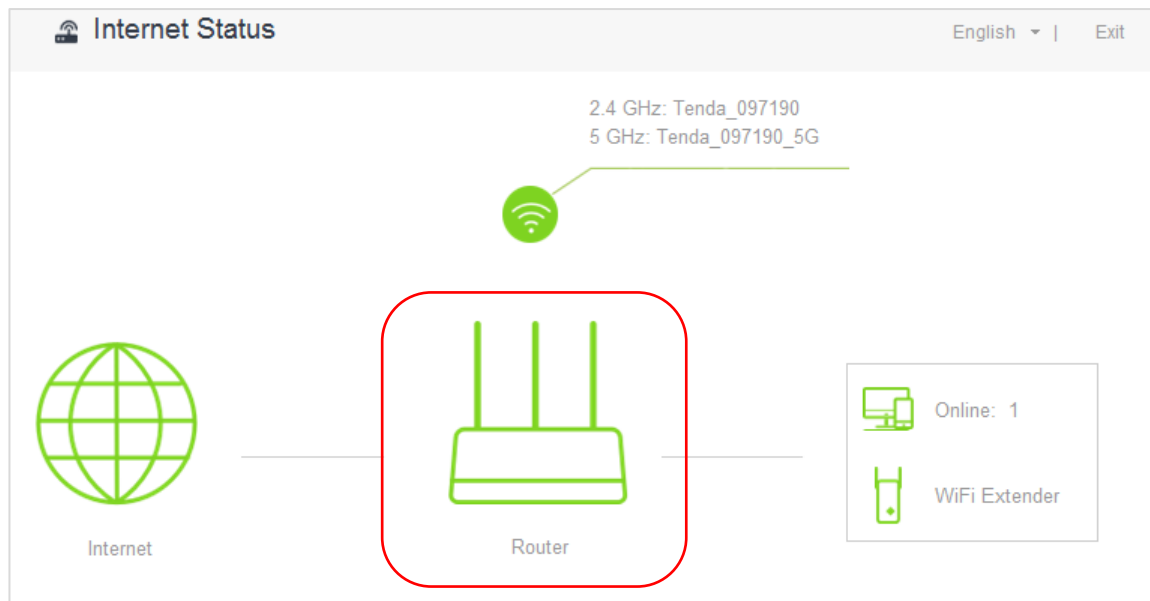 Internet Status
English | Exit
2.4 GHz: Tenda_097190
5 GHz: Tenda_097190_5G
Online: 1
WiFi Extender
Internet
Router